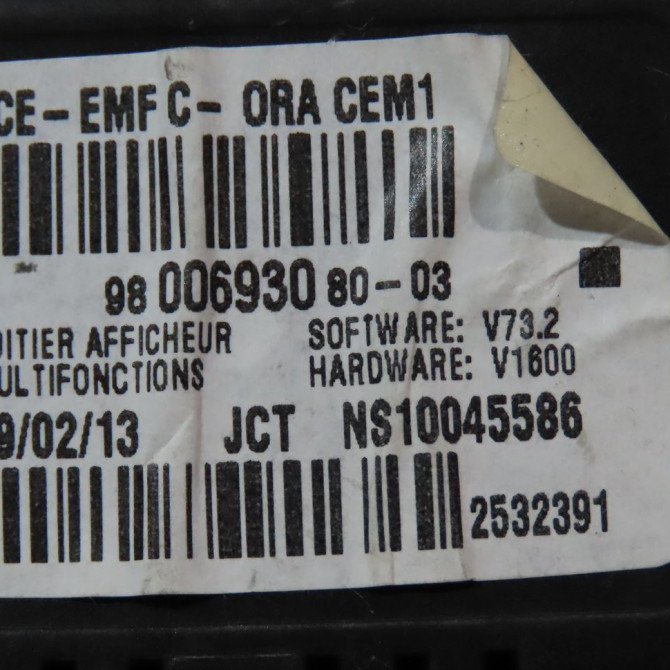 CE-EMF C- ORA CEM1
98 006930 80-03
OITIER AFFICHEUR SOFTWARE: V73.2
ULTIFONCTIONS HARDWARE: V1600
9/02/13 JCT NS10045586
2532391